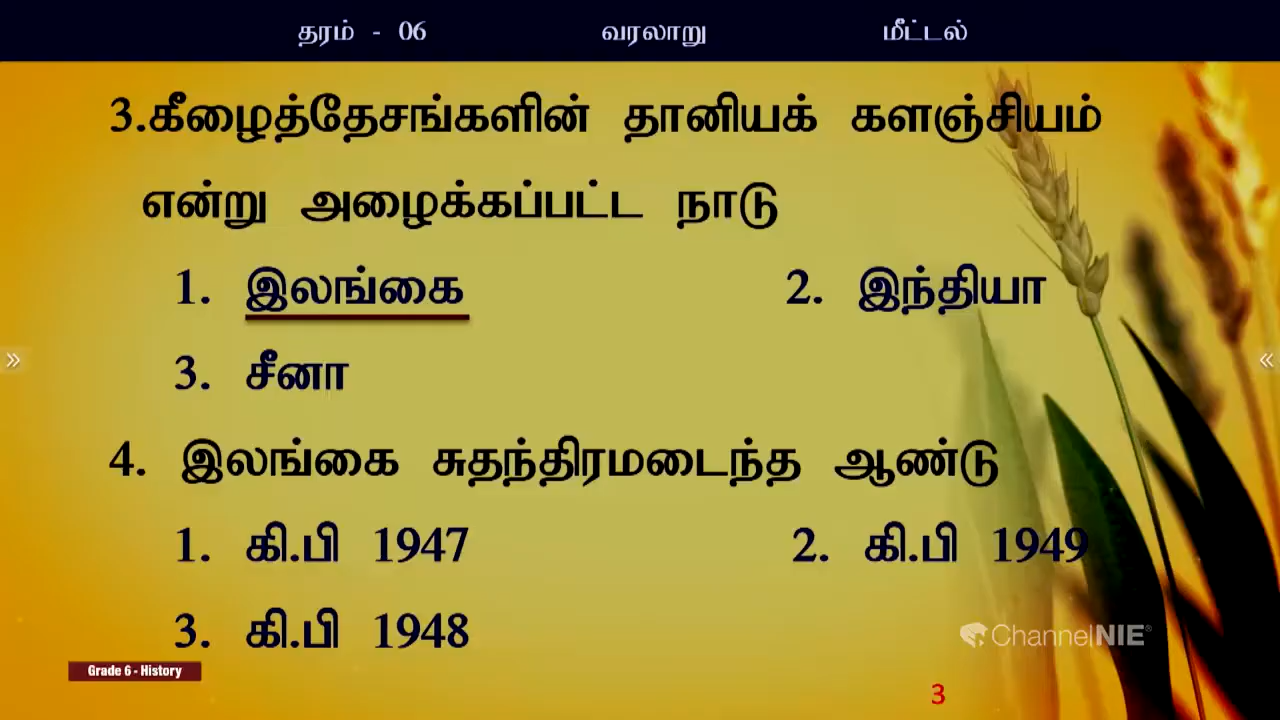 தரம் - 06 வரலாறு மீட்டல்
3.கீழைத்தேசங்களின் தானியக் களஞ்சியம்
என்று அழைக்கப்பட்ட நாடு
1. இலங்கை 2. இந்தியா
3. சீனா
4. இலங்கை சுதந்திரமடைந்த ஆண்டு
1. கி.பி 1947 2. கி.பி 1949
3. கி.பி 1948
ChannelNIE®
Grade 6 - History
3